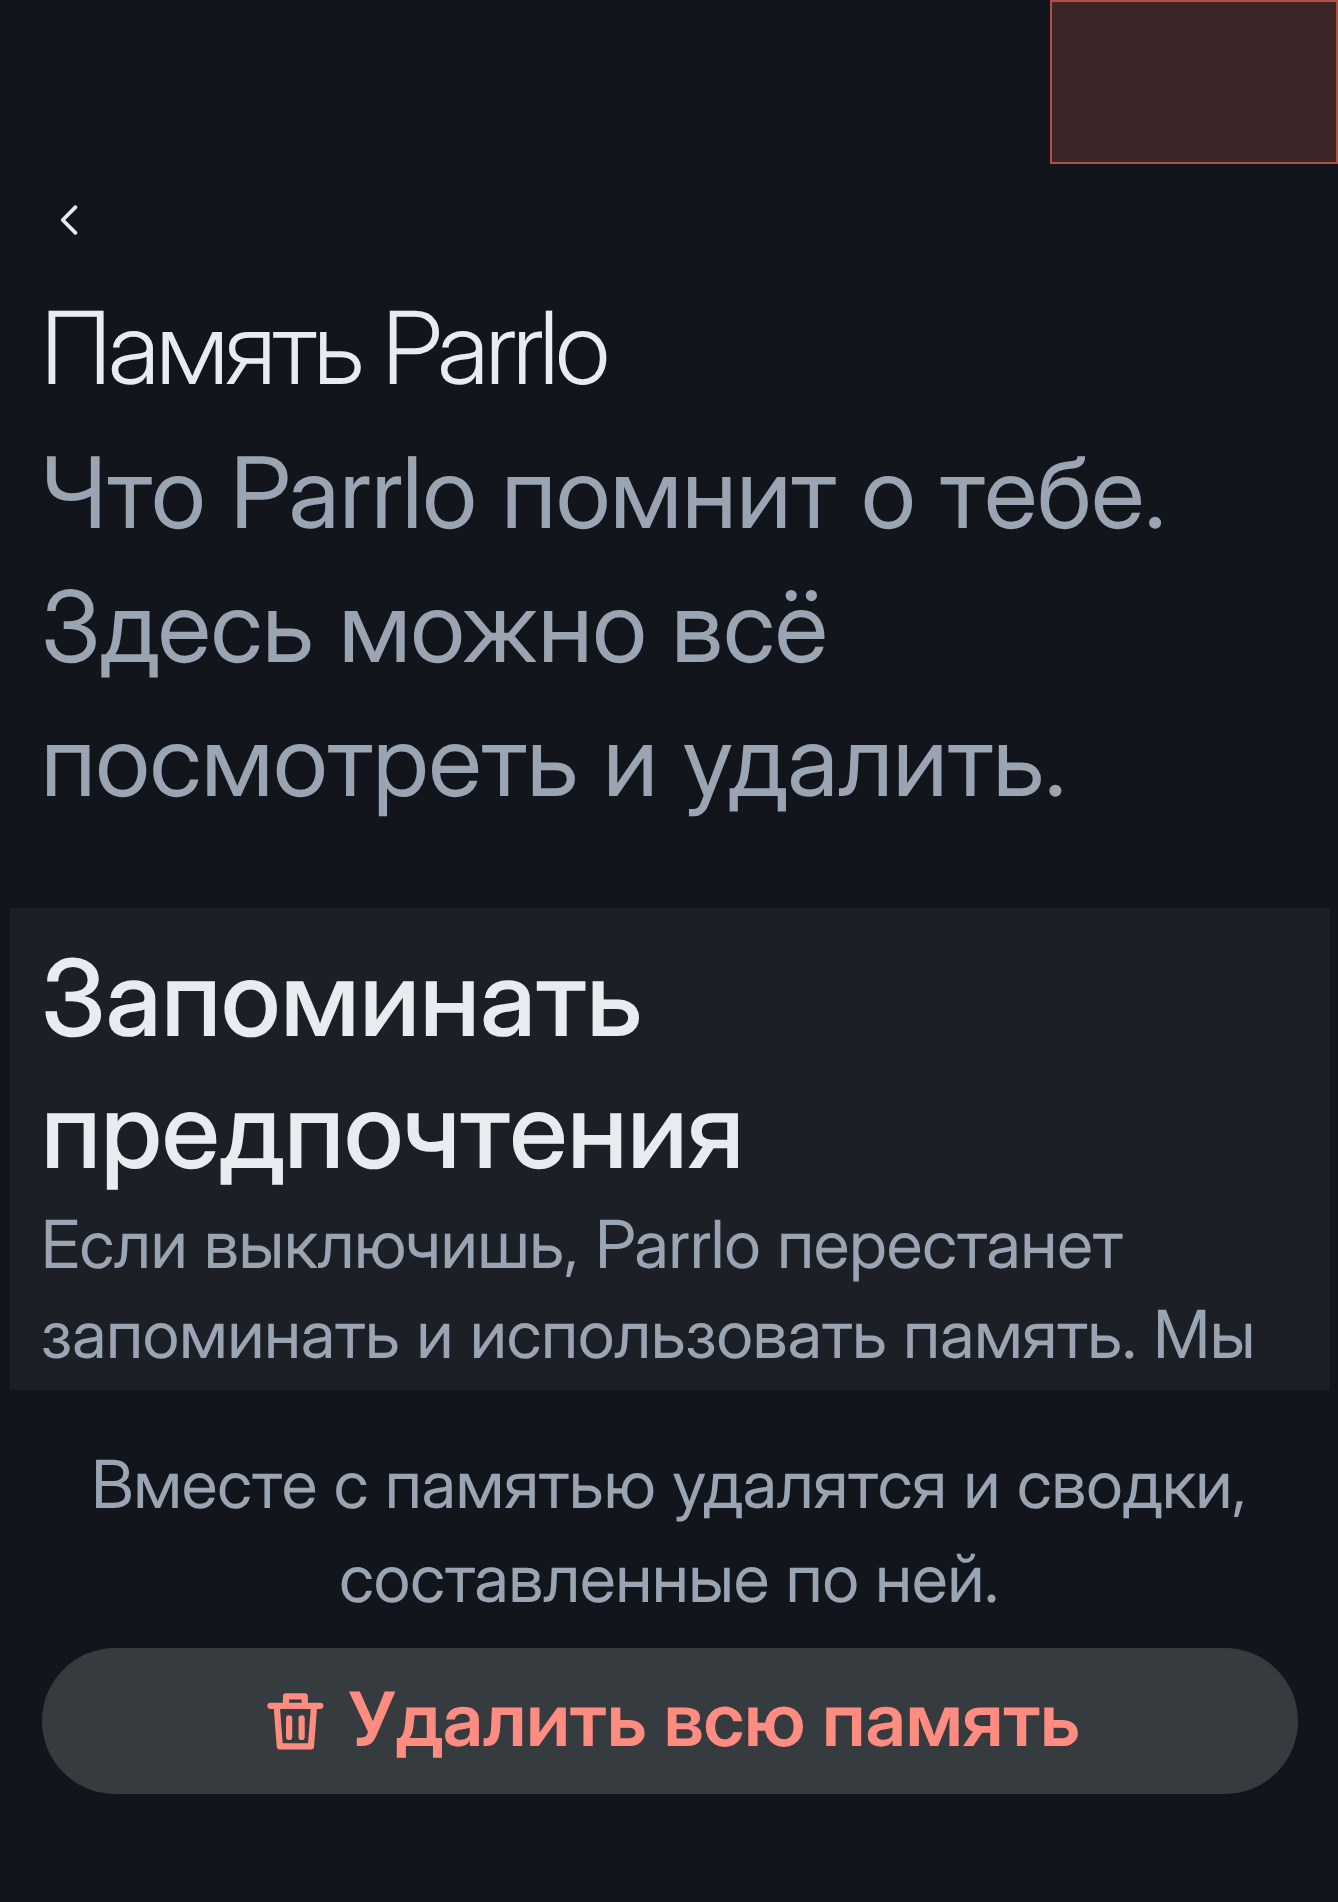 Память Parrlo
Что Parrlo помнит о тебе.
Здесь можно всё
посмотреть и удалить.
Запоминать
предпочтения
Если выключишь, Parrlo перестанет
запоминать и использовать память. Мы
Вместе с памятью удалятся и сводки,
составленные по ней.
Удалить всю память